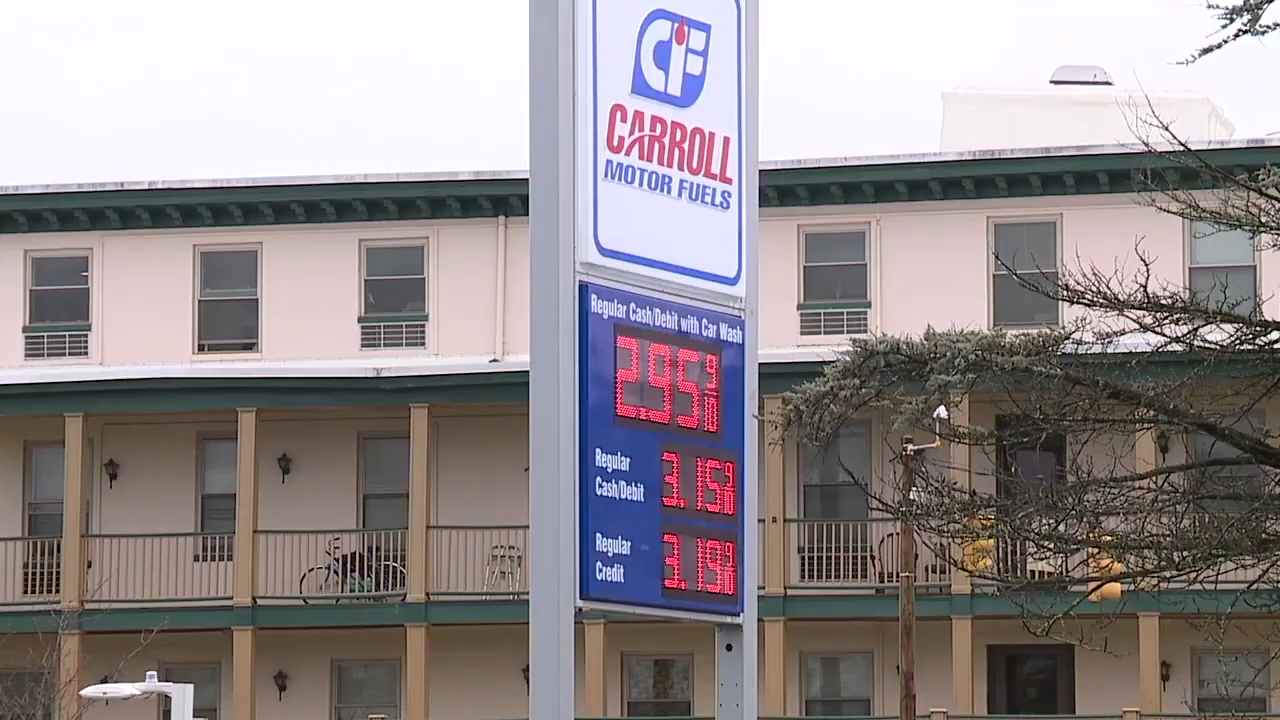 CF
CARROLL
MOTOR FUELS
Regular Cash/Debit with Car Wash
2.95 9/10
Regular
Cash/Debit
3.15 9/10
Regular
Credit
3.19 9/10